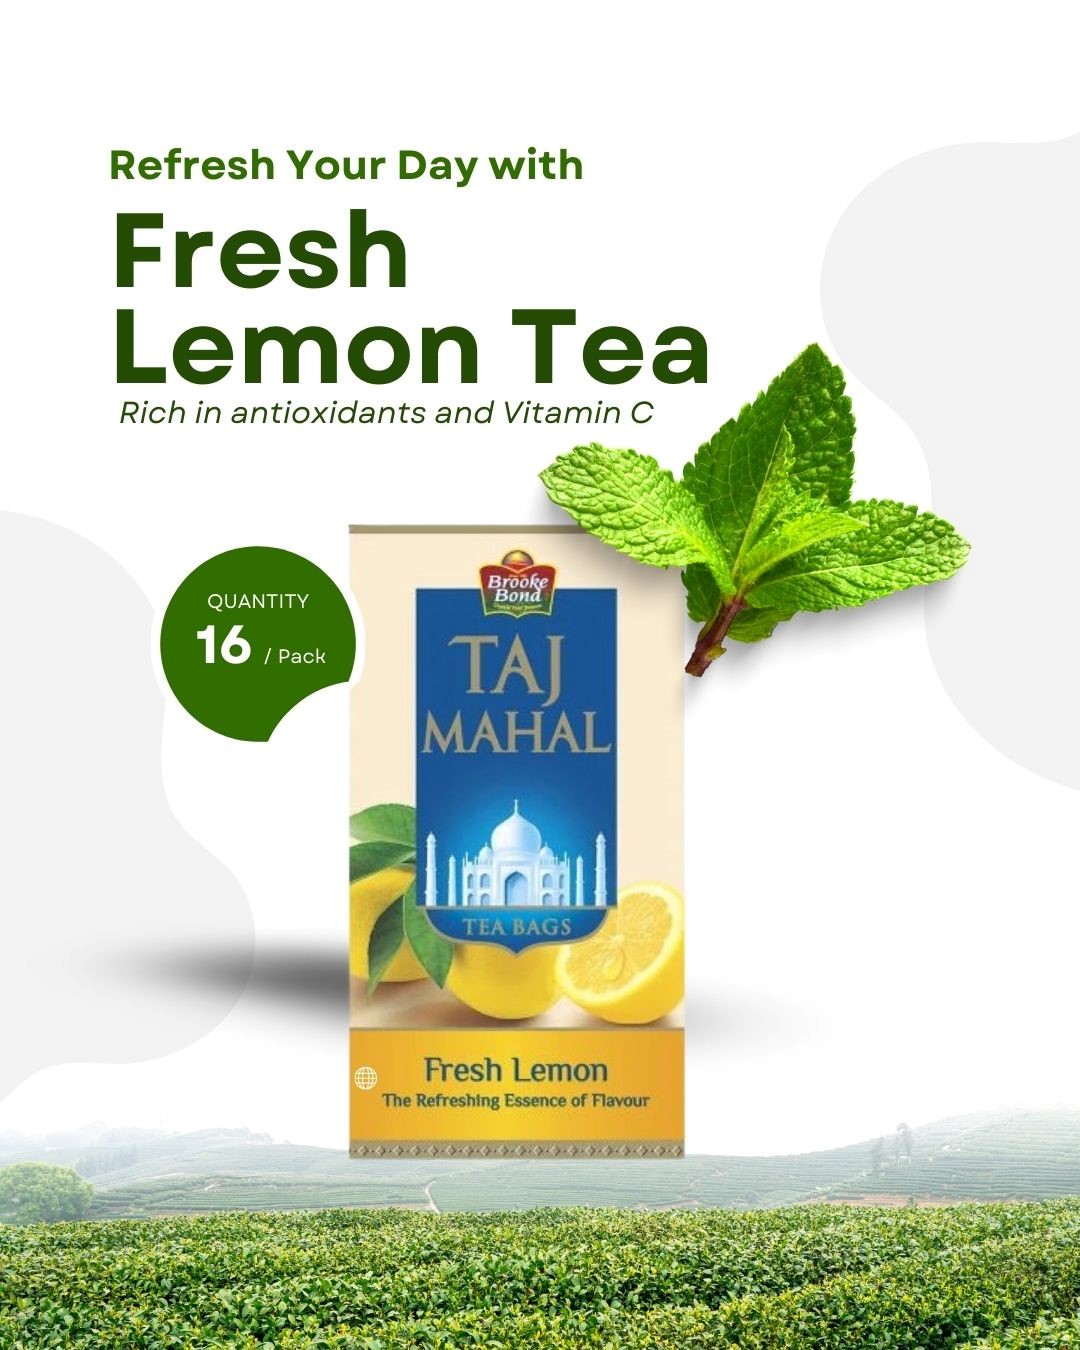 Refresh Your Day with
Fresh
Lemon Tea
Rich in antioxidants and Vitamin C
QUANTITY
16 / Pack
Brooke
Bond
TAJ
MAHAL
TEA BAGS
Fresh Lemon
The Refreshing Essence of Flavour